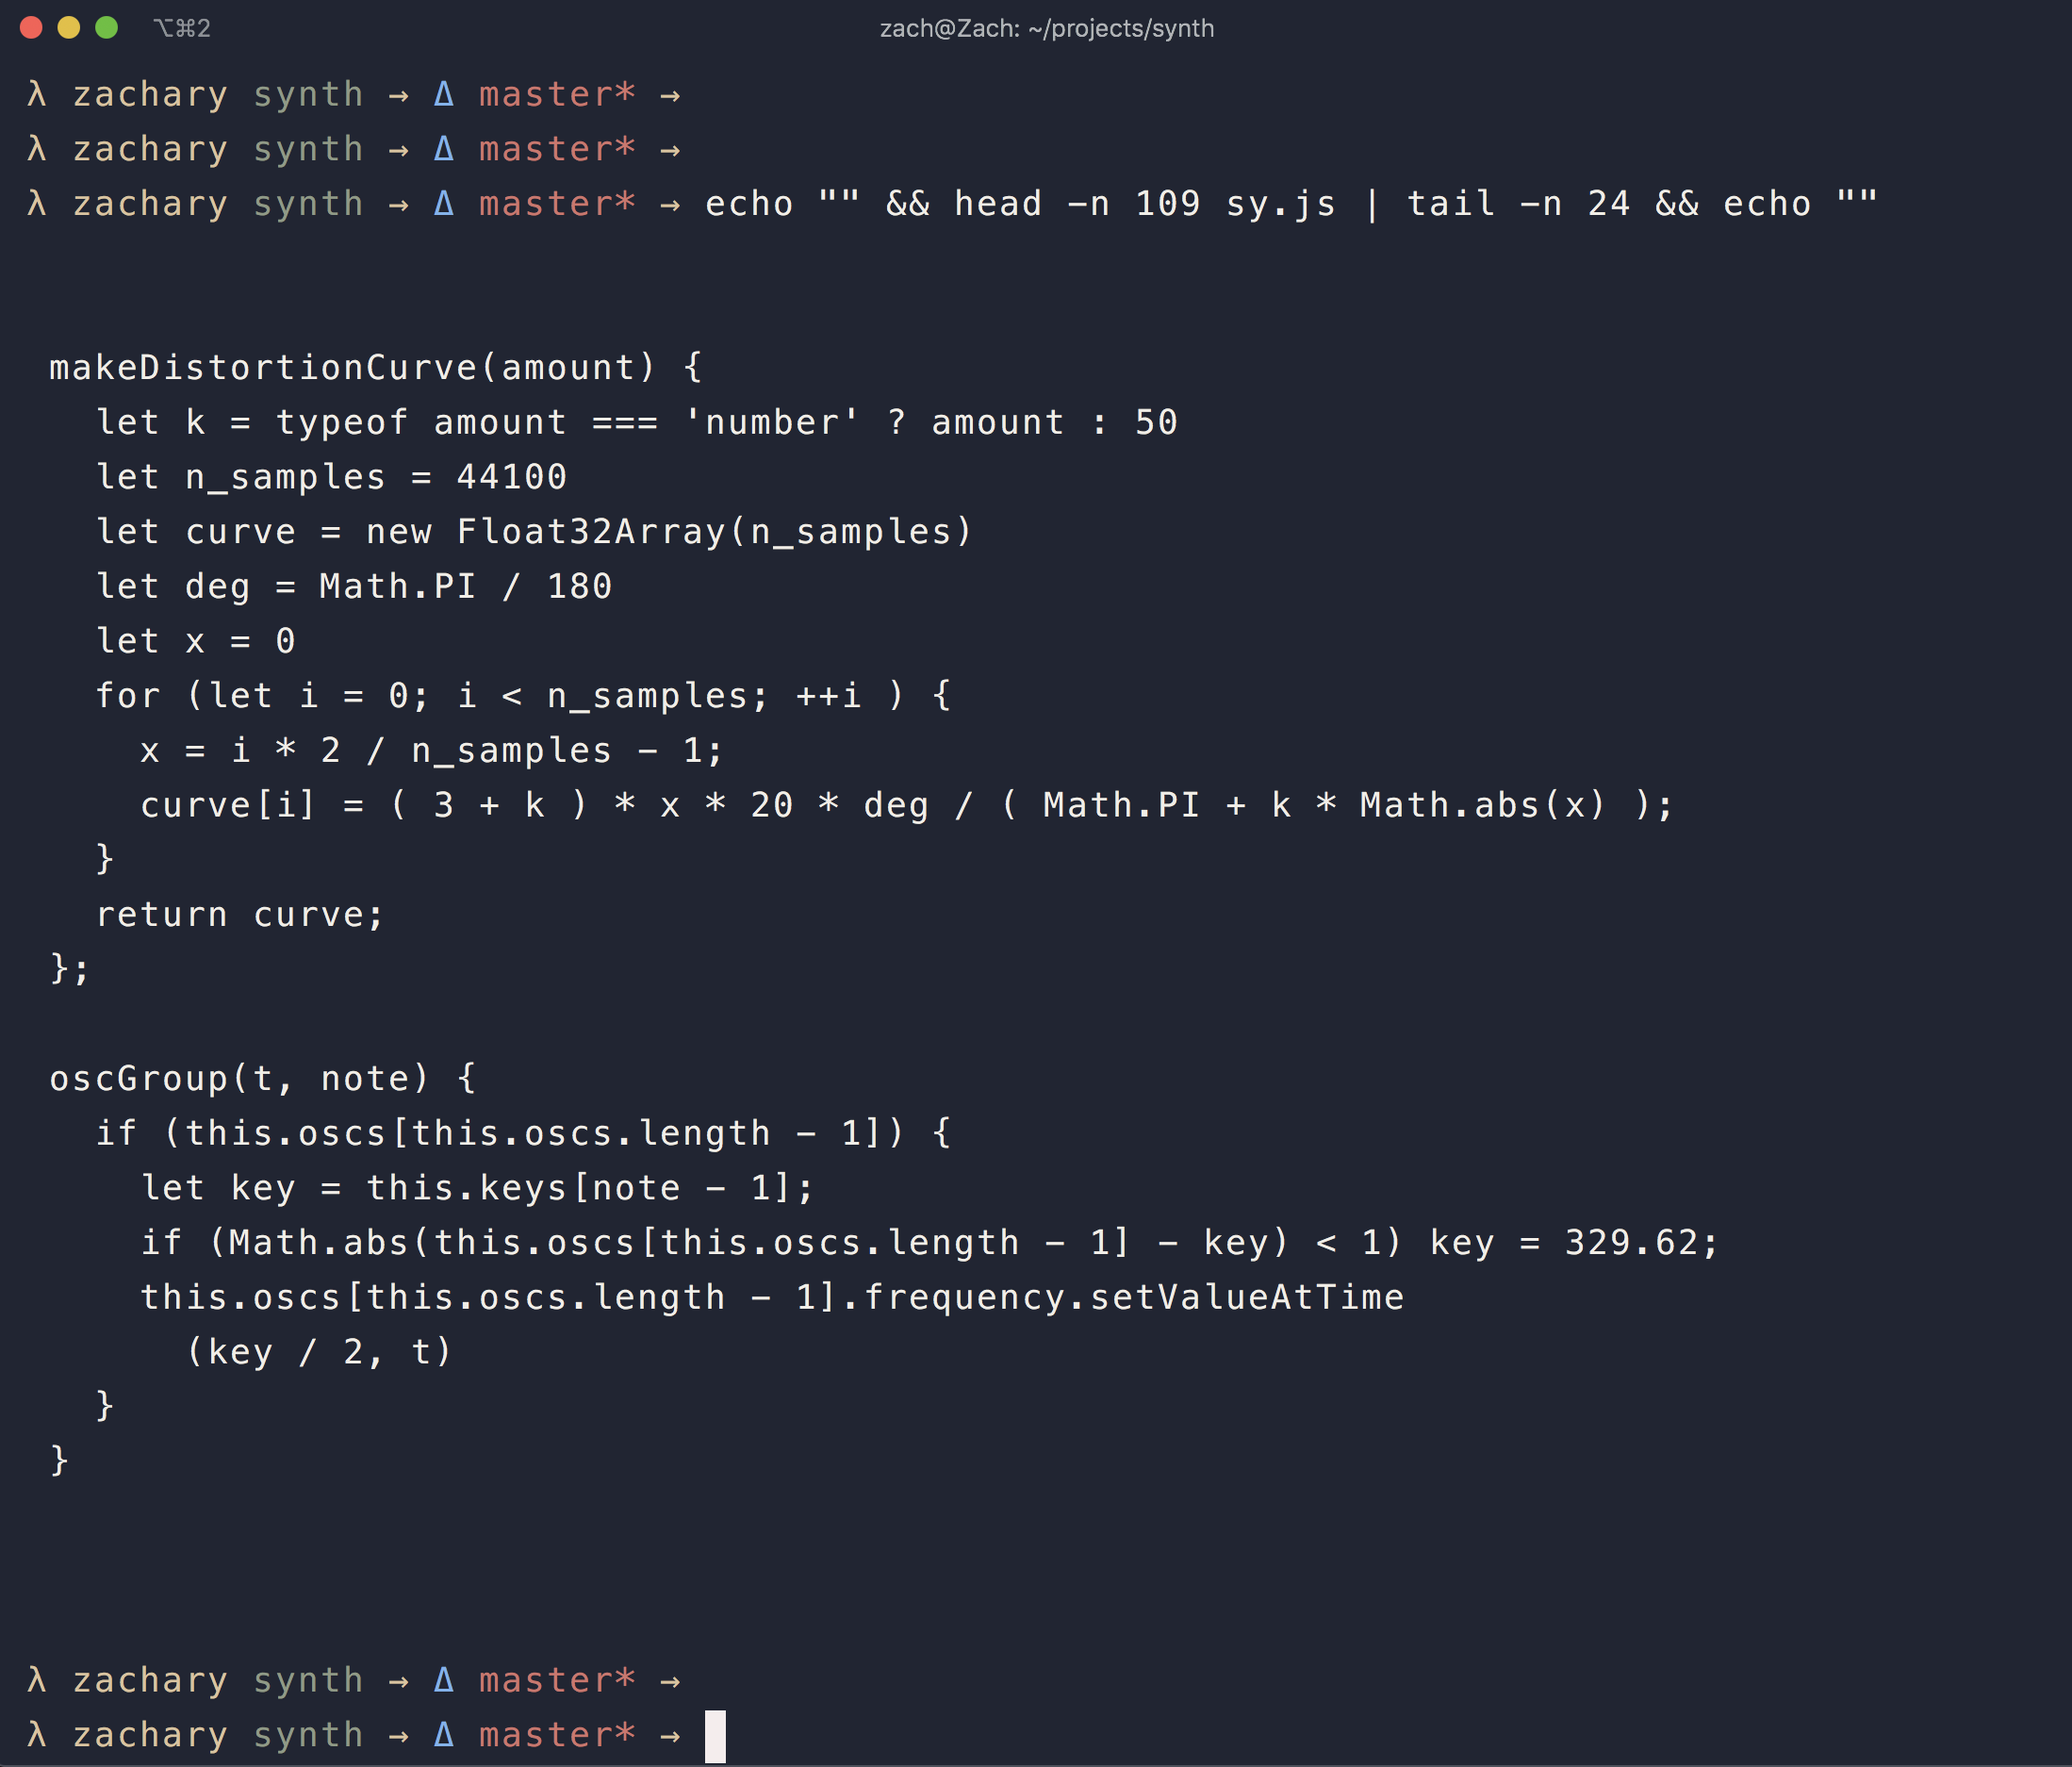 ⌥⌘2 zach@Zach: ~/projects/synth
λ zachary synth → Δ master* →
λ zachary synth → Δ master* →
λ zachary synth → Δ master* → echo "" && head -n 109 sy.js | tail -n 24 && echo ""
makeDistortionCurve(amount) {
let k = typeof amount === 'number' ? amount : 50
let n_samples = 44100
let curve = new Float32Array(n_samples)
let deg = Math.PI / 180
let x = 0
for (let i = 0; i < n_samples; ++i ) {
x = i * 2 / n_samples - 1;
curve[i] = ( 3 + k ) * x * 20 * deg / ( Math.PI + k * Math.abs(x) );
}
return curve;
};
oscGroup(t, note) {
if (this.oscs[this.oscs.length - 1]) {
let key = this.keys[note - 1];
if (Math.abs(this.oscs[this.oscs.length - 1] - key) < 1) key = 329.62;
this.oscs[this.oscs.length - 1].frequency.setValueAtTime
(key / 2, t)
}
}
λ zachary synth → Δ master* →
λ zachary synth → Δ master* →